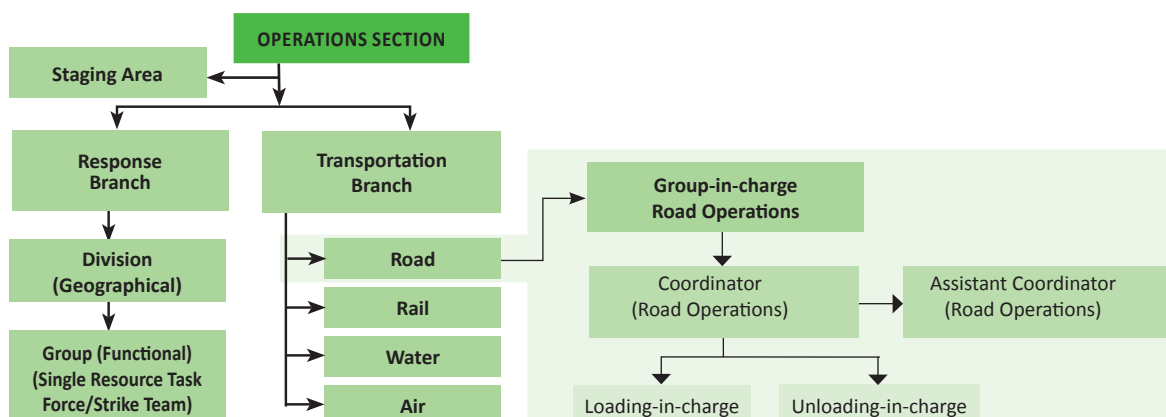 OPERATIONS SECTION
Staging Area
Response
Branch
Transportation
Branch
Group-in-charge
Road Operations
Division
(Geographical)
Road
Coordinator
(Road Operations)
Assistant Coordinator
(Road Operations)
Rail
Group (Functional)
(Single Resource Task
Force/Strike Team)
Water
Air
Loading-in-charge
Unloading-in-charge